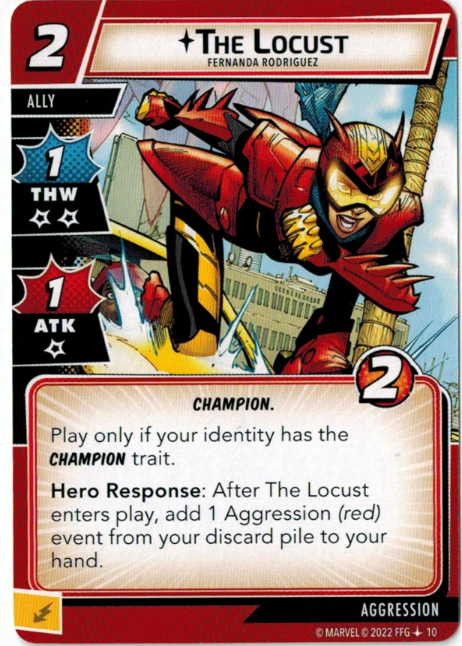 2
THE LOCUST
FERNANDA RODRIGUEZ
ALLY
1
THW
1
ATK
2
CHAMPION.
Play only if your identity has the
CHAMPION trait.
Hero Response: After The Locust
enters play, add 1 Aggression (red)
event from your discard pile to your
hand.
AGGRESSION
© MARVEL © 2022 FFG 10